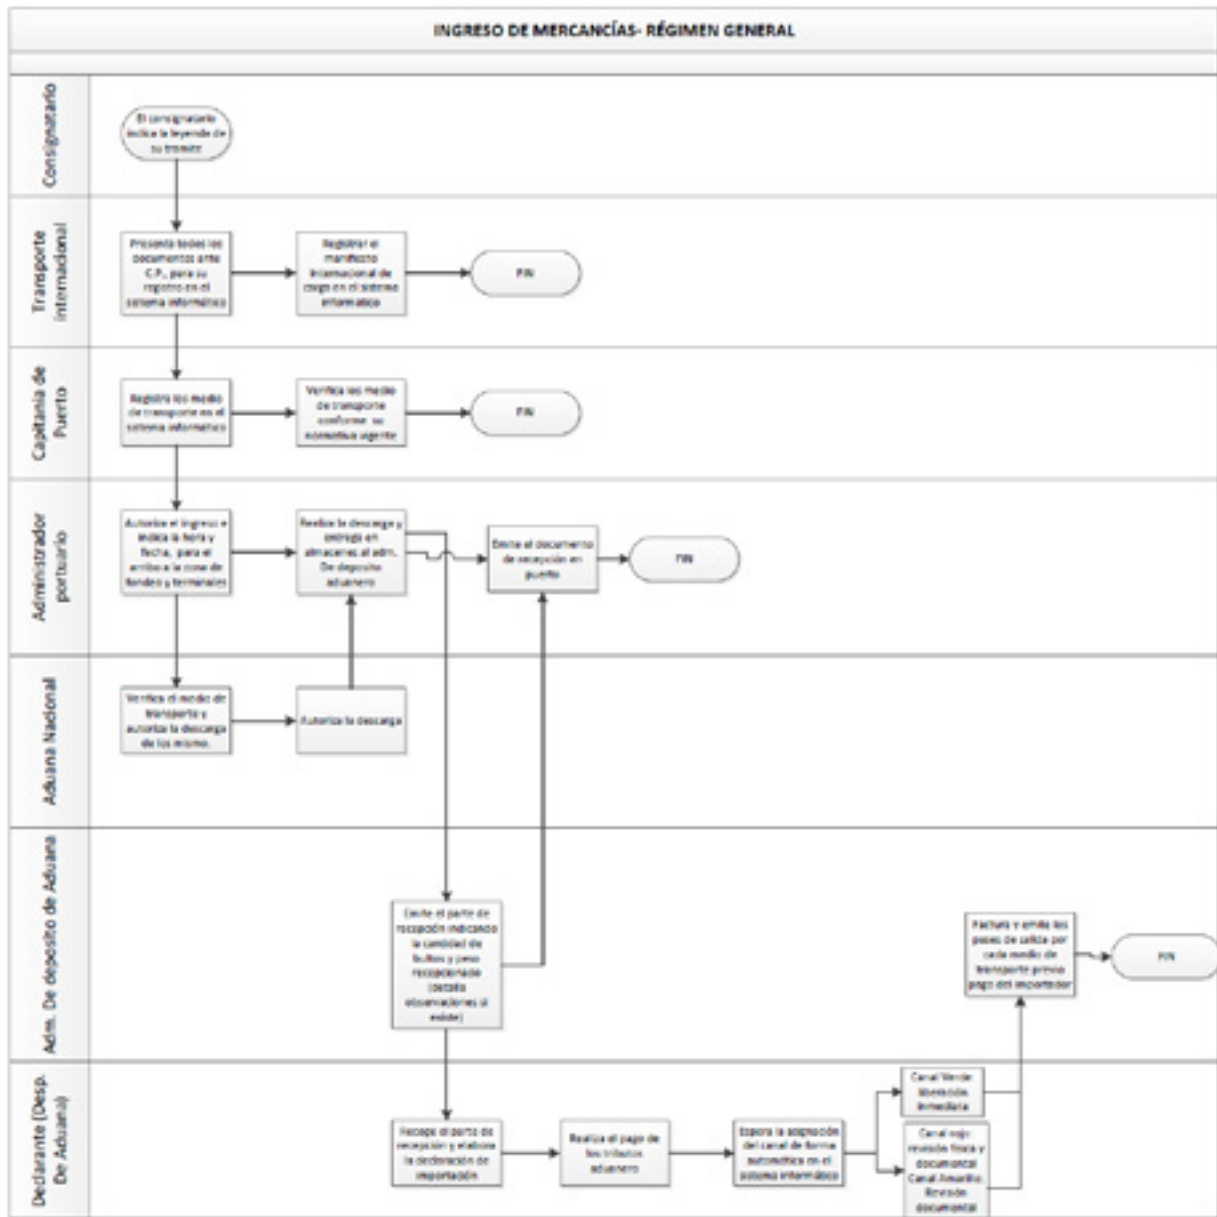 INGRESO DE MERCANCÍAS- RÉGIMEN GENERAL
Consignatario
El consignatario
indica la leyenda de
su tramite
Transporte
internacional
Presenta todos los
documentos ante
C.P., para su
registro en el
sistema informático
Registrar el
manifiesto
internacional de
carga en el sistema
informático
FIN
Capitania de
Puerto
Registra los medio
de transporte en el
sistema informático
Verifica los medio
de transporte
conforme su
normativa vigente
FIN
Administrador
portuario
Autoriza el ingreso e
indica la hora y
fecha, para el
arribo a la zona de
fondeo y terminales
Realiza la descarga y
entrega en
almacenes al adm.
De deposito
aduanero
Emite el documento
de recepción en
puerto
FIN
Aduana Nacional
Verifica el medio de
transporte y
autoriza la descarga
de los mismo.
Autoriza la descarga
Adm. De deposito de Aduana
Emite el parte de
recepción indicando
la cantidad de
bultos y peso
recepcionado
(detalla
observaciones si
existe)
Factura y emite los
pases de salida por
cada medio de
transporte previo
pago del importador
FIN
Declarante (Desp.
De Aduana)
Recoge el parte de
recepción y elabora
la declaración de
importación
Realiza el pago de
los tributos
aduanero
Espera la asignación
del canal de forma
automática en el
sistema informático
Canal Verde:
liberación
inmediata
Canal rojo:
revisión física y
documental
Canal Amarillo:
Revisión
documental